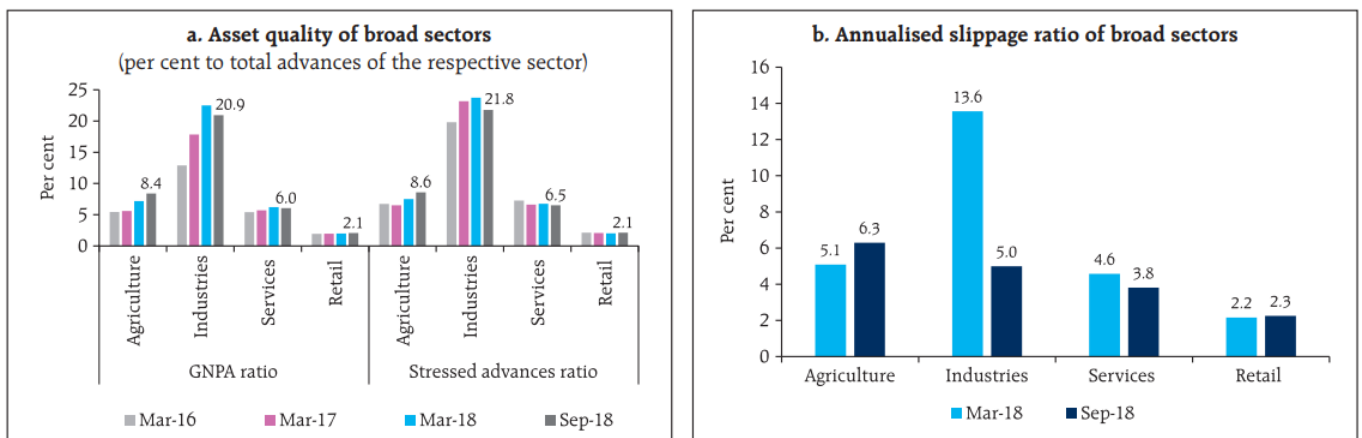 a. Asset quality of broad sectors
(per cent to total advances of the respective sector)
Per cent
25
20
15
10
5
0
8.4
20.9
6.0
2.1
8.6
21.8
6.5
2.1
Agriculture
Industries
Services
Retail
Agriculture
Industries
Services
Retail
GNPA ratio
Stressed advances ratio
Mar-16
Mar-17
Mar-18
Sep-18
b. Annualised slippage ratio of broad sectors
Per cent
16
14
12
10
8
6
4
2
0
5.1
6.3
13.6
5.0
4.6
3.8
2.2
2.3
Agriculture
Industries
Services
Retail
Mar-18
Sep-18